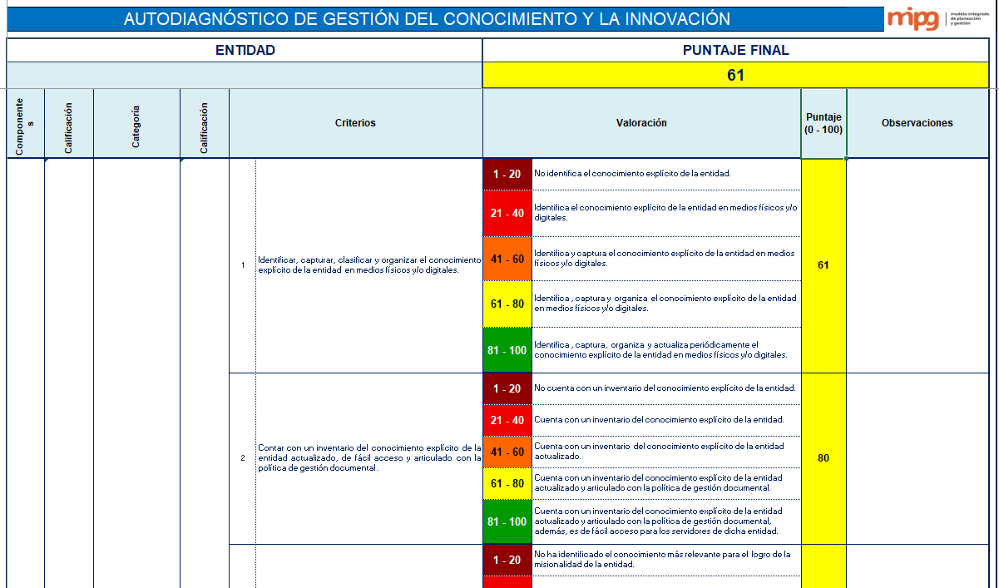 AUTODIAGNÓSTICO DE GESTIÓN DEL CONOCIMIENTO Y LA INNOVACIÓN
mipg
modelo integrado
de planeación
y gestión
ENTIDAD
PUNTAJE FINAL
61
Componente
s
Calificación
Categoría
Calificación
Criterios
Valoración
Puntaje
(0 - 100)
Observaciones
1
Identificar, capturar, clasificar y organizar el conocimiento
explícito de la entidad en medios físicos y/o digitales.
1 - 20
No identifica el conocimiento explícito de la entidad.
21 - 40
Identifica el conocimiento explícito de la entidad en medios físicos y/o
digitales.
41 - 60
Identifica y captura el conocimiento explícito de la entidad en medios
físicos y/o digitales.
61 - 80
Identifica , captura y organiza el conocimiento explícito de la entidad
en medios físicos y/o digitales.
81 - 100
Identifica , captura, organiza y actualiza periódicamente el
conocimiento explícito de la entidad en medios físicos y/o digitales.
61
2
Contar con un inventario del conocimiento explícito de la
entidad actualizado, de fácil acceso y articulado con la
política de gestión documental .
1 - 20
No cuenta con un inventario del conocimiento explícito de la entidad.
21 - 40
Cuenta con un inventario del conocimiento explícito de la entidad.
41 - 60
Cuenta con un inventario del conocimiento explícito de la entidad
actualizado.
61 - 80
Cuenta con un inventario del conocimiento explícito de la entidad
actualizado y articulado con la política de gestión documental.
81 - 100
Cuenta con un inventario del conocimiento explícito de la entidad
actualizado y articulado con la política de gestión documental,
además, es de fácil acceso para los servidores de dicha entidad.
80
1 - 20
No ha identificado el conocimiento más relevante para el logro de la
misionalidad de la entidad.